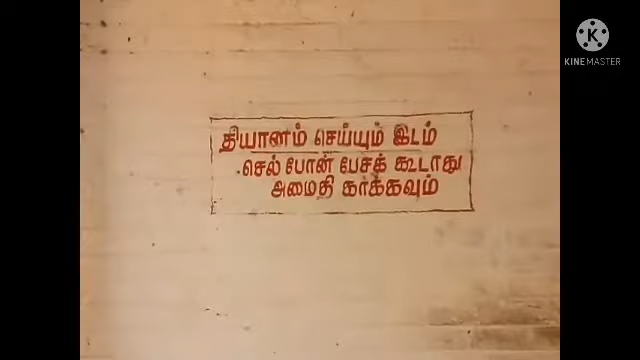 தியானம் செய்யும் இடம்
செல் போன் பேசக் கூடாது
அமைதி காக்கவும்
K
KINEMASTER